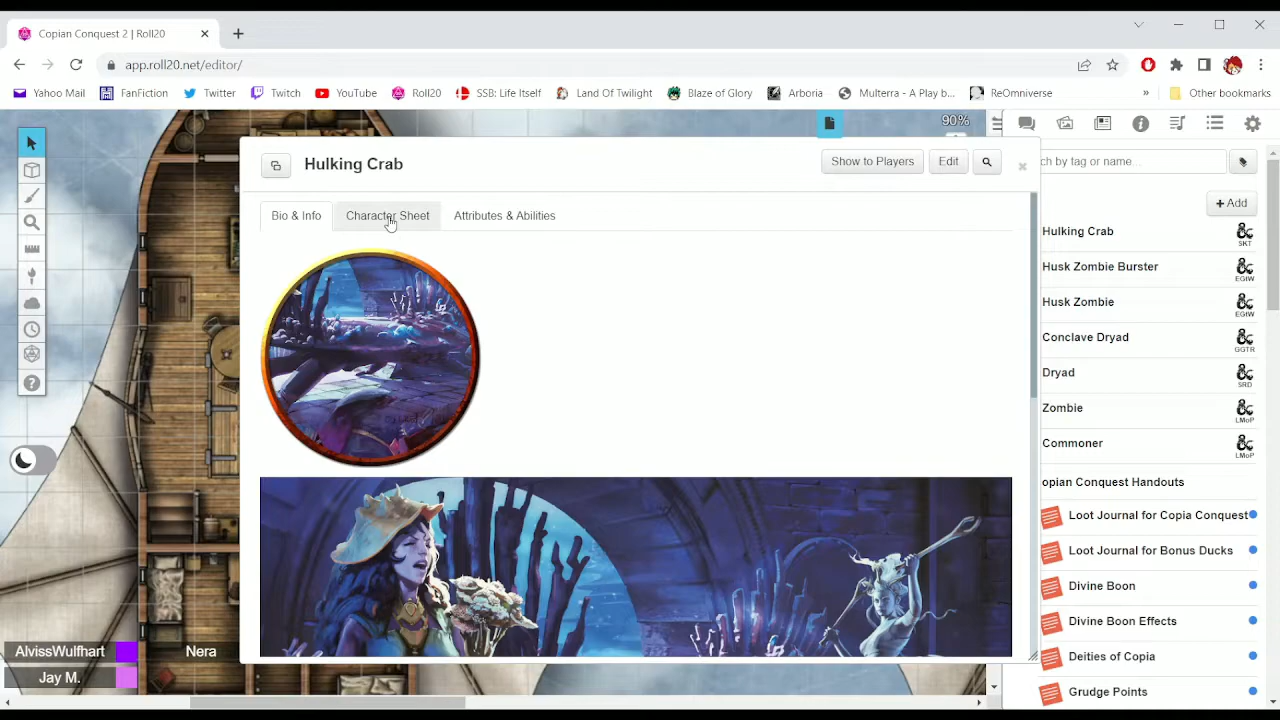 Copian Conquest 2 | Roll20
app.roll20.net/editor/
Yahoo Mail
FanFiction
Twitter
Twitch
YouTube
Roll20
SSB: Life Itself
Land Of Twilight
Blaze of Glory
Arboria
Multerra - A Play b...
ReOmniverse
»
Other bookmarks
90%
Hulking Crab
Show to Players
Edit
Bio & Info
Character Sheet
Attributes & Abilities
ch by tag or name...
+ Add
Hulking Crab
SKT
Husk Zombie Burster
EGtW
Husk Zombie
EGtW
Conclave Dryad
GGTR
Dryad
SRD
Zombie
LMoP
Commoner
LMoP
opian Conquest Handouts
Loot Journal for Copia Conquest
Loot Journal for Bonus Ducks
Divine Boon
Divine Boon Effects
Deities of Copia
Grudge Points
AlvissWulfhart
Nera
Jay M.